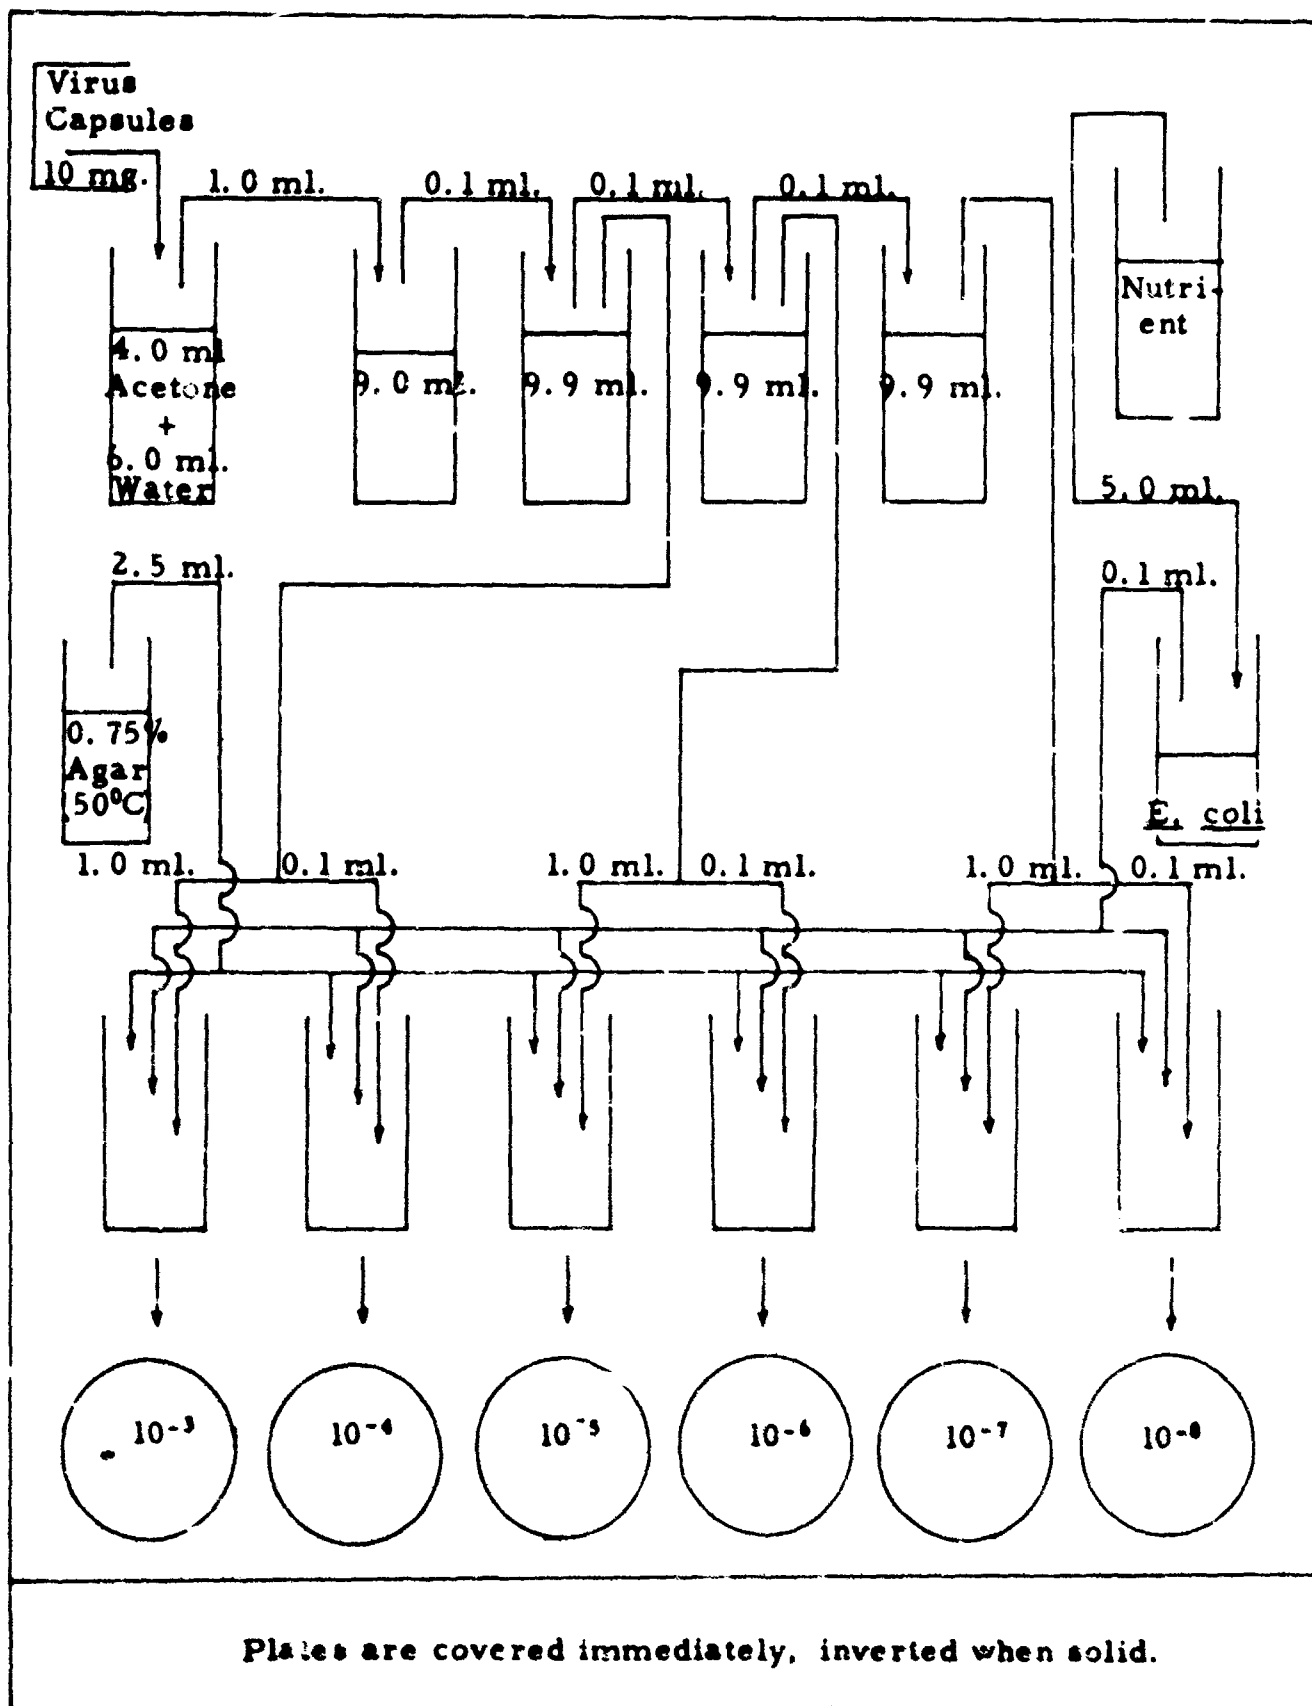 Virus
Capsules
10 mg.
1.0 ml.
0.1 ml.
0.1 ml.
0.1 ml.
4.0 ml
Acetone
+
6.0 ml.
Water
9.0 ml.
9.9 ml.
9.9 ml.
9.9 ml.
Nutri-
ent
5.0 ml.
2.5 ml.
0.1 ml.
0.75%
Agar
50°C
E. coli
1.0 ml.
0.1 ml.
1.0 ml.
0.1 ml.
1.0 ml.
0.1 ml.
10⁻³
10⁻⁴
10⁻⁵
10⁻⁶
10⁻⁷
10⁻⁸
Plates are covered immediately, inverted when solid.